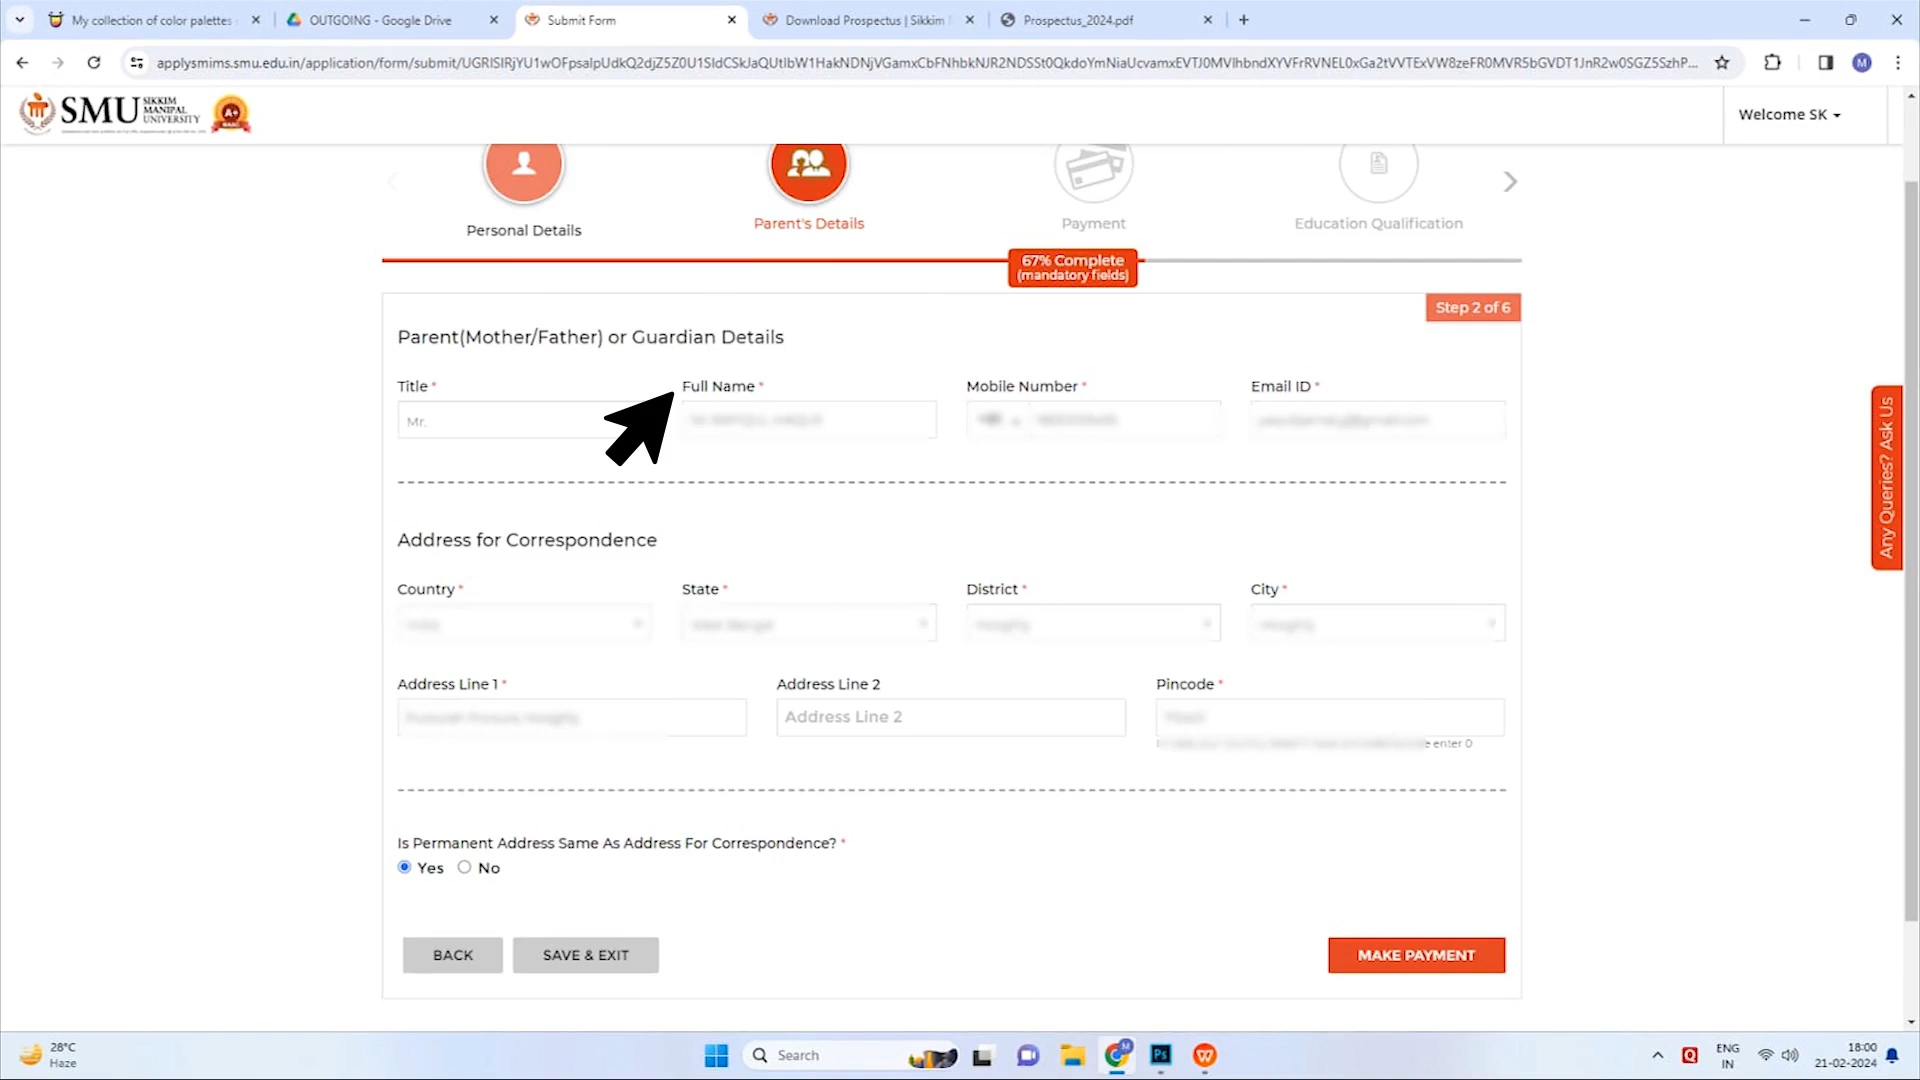 My collection of color palettes
OUTGOING - Google Drive
Submit Form
Download Prospectus | Sikkim
Prospectus_2024.pdf
applysmims.smu.edu.in/application/form/submit/
M
SMU SIKKIM MANIPAL UNIVERSITY
A+
Welcome SK
Personal Details
Parent's Details
Payment
Education Qualification
67% Complete
(mandatory fields)
Step 2 of 6
Parent(Mother/Father) or Guardian Details
Title *
Full Name *
Mobile Number *
Email ID *
Mr.
Any Queries? Ask Us
Address for Correspondence
Country *
State *
District *
City *
Address Line 1 *
Address Line 2
Pincode *
Address Line 2
e enter 0
Is Permanent Address Same As Address For Correspondence? *
Yes No
BACK
SAVE & EXIT
MAKE PAYMENT
28°C
Haze
Search
ENG
IN
18:00
21-02-2024